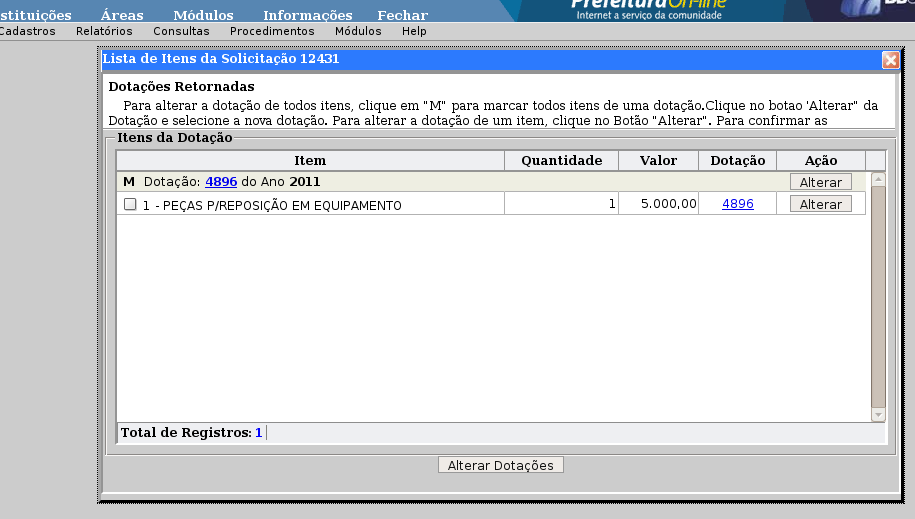 stituições Áreas Módulos Informações Fechar
PrefeituraOn-line
Internet a serviço da comunidade
Cadastros Relatórios Consultas Procedimentos Módulos Help
Lista de Itens da Solicitação 12431
Dotações Retornadas
Para alterar a dotação de todos itens, clique em "M" para marcar todos itens de uma dotação.Clique no botao 'Alterar" da
Dotação e selecione a nova dotação. Para alterar a dotação de um item, clique no Botão "Alterar". Para confirmar as
Itens da Dotação
Item Quantidade Valor Dotação Ação
M Dotação: 4896 do Ano 2011 Alterar
1 - PEÇAS P/REPOSIÇÃO EM EQUIPAMENTO 1 5.000,00 4896 Alterar
Total de Registros: 1
Alterar Dotações